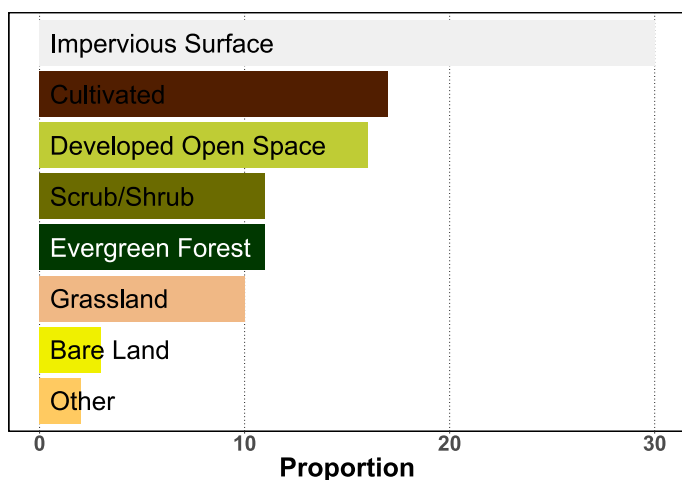 Impervious Surface
Cultivated
Developed Open Space
Scrub/Shrub
Evergreen Forest
Grassland
Bare Land
Other
0 10 20 30
Proportion